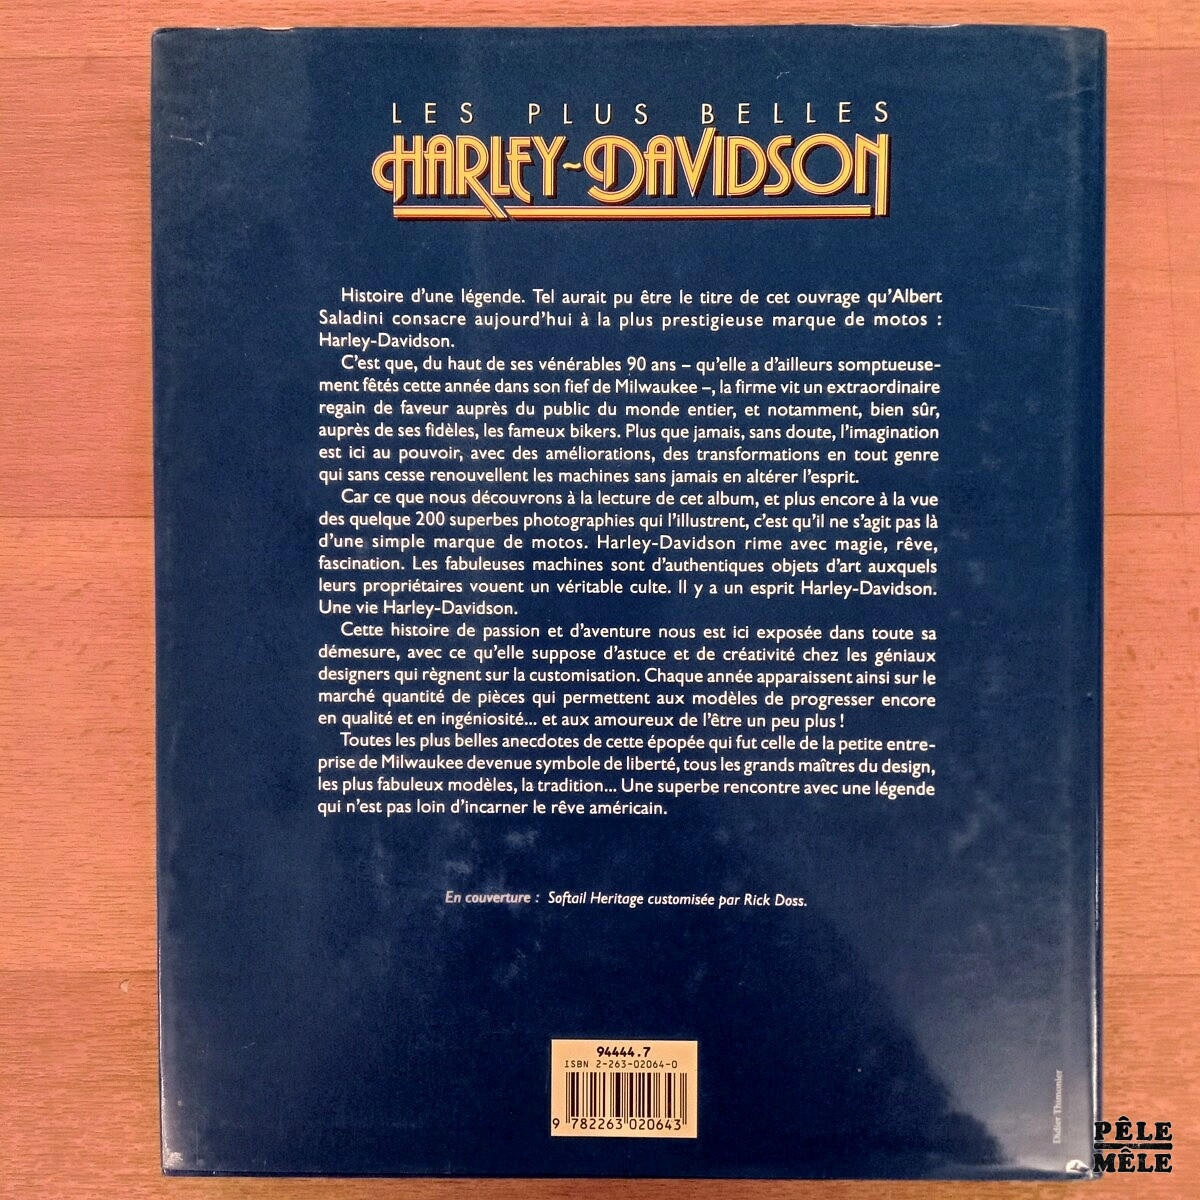 LES PLUS BELLES
HARLEY-DAVIDSON
Histoire d'une légende. Tel aurait pu être le titre de cet ouvrage qu'Albert
Saladini consacre aujourd'hui à la plus prestigieuse marque de motos :
Harley-Davidson.
C'est que, du haut de ses vénérables 90 ans – qu'elle a d'ailleurs somptueuse-
ment fêtés cette année dans son fief de Milwaukee –, la firme vit un extraordinaire
regain de faveur auprès du public du monde entier, et notamment, bien sûr,
auprès de ses fidèles, les fameux bikers. Plus que jamais, sans doute, l'imagination
est ici au pouvoir, avec des améliorations, des transformations en tout genre
qui sans cesse renouvellent les machines sans jamais en altérer l'esprit.
Car ce que nous découvrons à la lecture de cet album, et plus encore à la vue
des quelque 200 superbes photographies qui l'illustrent, c'est qu'il ne s'agit pas là
d'une simple marque de motos. Harley-Davidson rime avec magie, rêve,
fascination. Les fabuleuses machines sont d'authentiques objets d'art auxquels
leurs propriétaires vouent un véritable culte. Il y a un esprit Harley-Davidson.
Une vie Harley-Davidson.
Cette histoire de passion et d'aventure nous est ici exposée dans toute sa
démesure, avec ce qu'elle suppose d'astuce et de créativité chez les géniaux
designers qui règnent sur la customisation. Chaque année apparaissent ainsi sur le
marché quantité de pièces qui permettent aux modèles de progresser encore
en qualité et en ingéniosité... et aux amoureux de l'être un peu plus !
Toutes les plus belles anecdotes de cette épopée qui fut celle de la petite entre-
prise de Milwaukee devenue symbole de liberté, tous les grands maîtres du design,
les plus fabuleux modèles, la tradition... Une superbe rencontre avec une légende
qui n'est pas loin d'incarner le rêve américain.
En couverture : Softail Heritage customisée par Rick Doss.
94444.7
ISBN 2-263-02064-0
9 782263 020643
Didier Thimonier
PÊLE
MÊLE